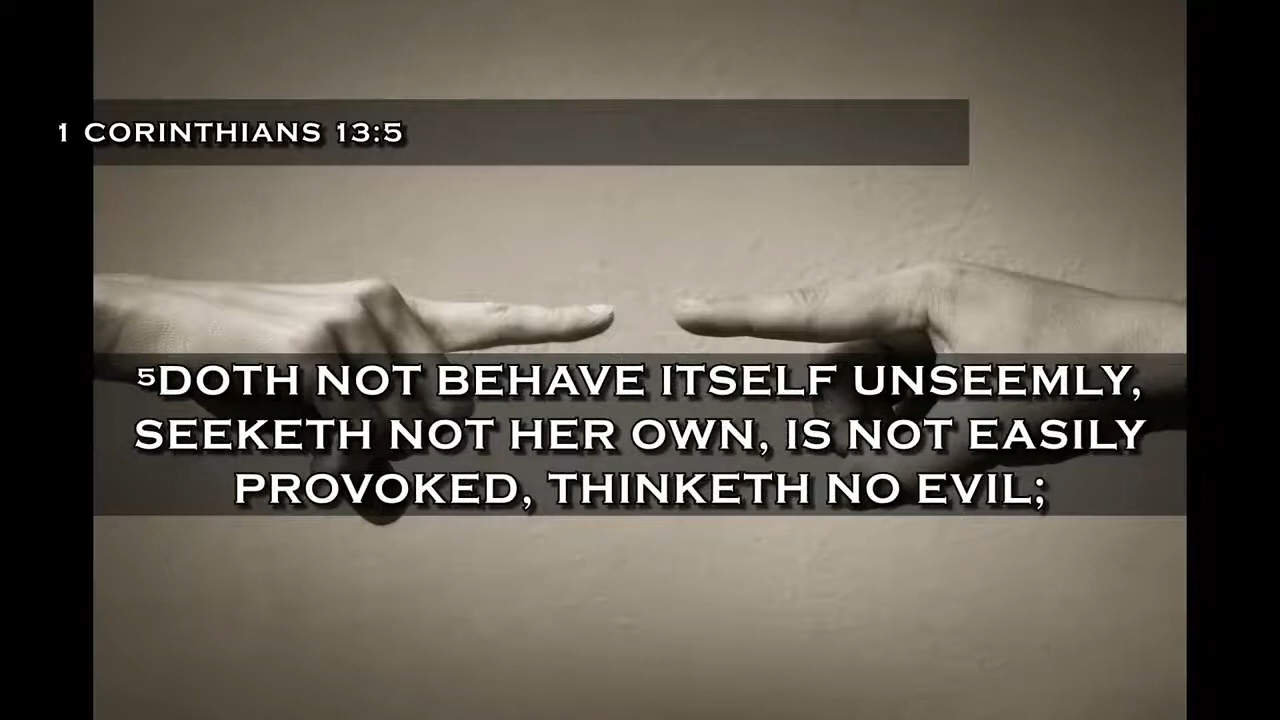 1 CORINTHIANS 13:5
⁵DOTH NOT BEHAVE ITSELF UNSEEMLY,
SEEKETH NOT HER OWN, IS NOT EASILY
PROVOKED, THINKETH NO EVIL;